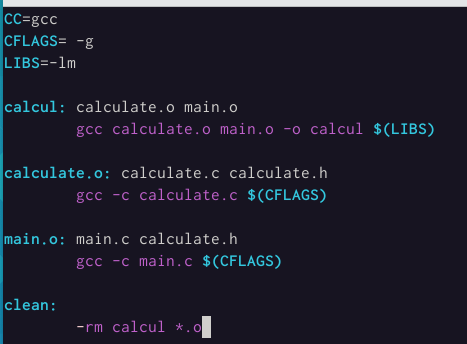 CC=gcc
CFLAGS= -g
LIBS=-lm
calcul: calculate.o main.o
gcc calculate.o main.o -o calcul $(LIBS)
calculate.o: calculate.c calculate.h
gcc -c calculate.c $(CFLAGS)
main.o: main.c calculate.h
gcc -c main.c $(CFLAGS)
clean:
-rm calcul *.o